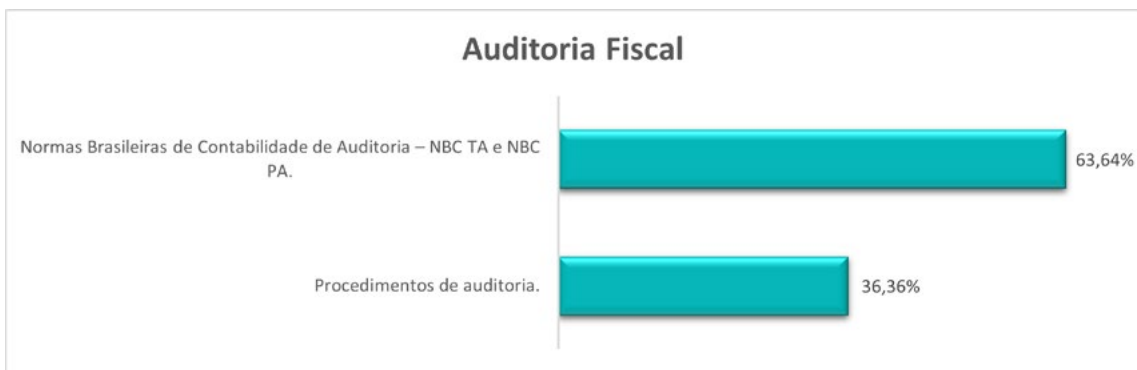 Auditoria Fiscal
Normas Brasileiras de Contabilidade de Auditoria – NBC TA e NBC
PA.
63,64%
Procedimentos de auditoria.
36,36%